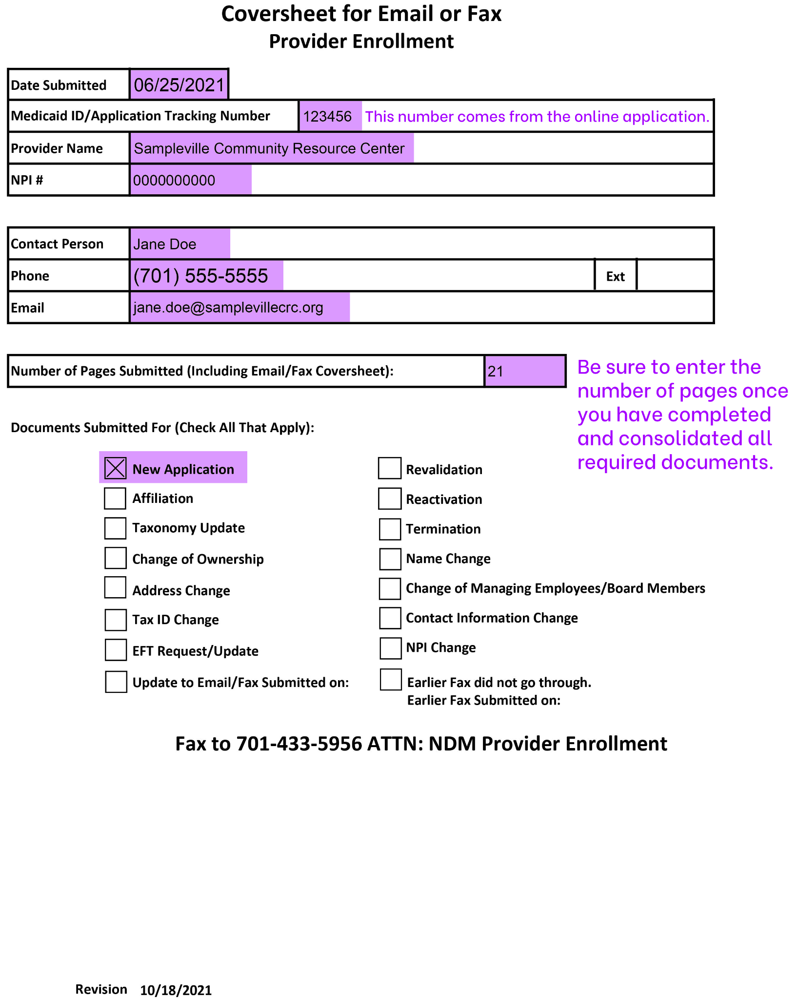 Coversheet for Email or Fax
Provider Enrollment
Date Submitted 06/25/2021
Medicaid ID/Application Tracking Number 123456 This number comes from the online application.
Provider Name Sampleville Community Resource Center
NPI # 0000000000
Contact Person Jane Doe
Phone (701) 555-5555 Ext
Email jane.doe@samplevillecrc.org
Number of Pages Submitted (Including Email/Fax Coversheet): 21
Be sure to enter the
number of pages once
you have completed
and consolidated all
required documents.
Documents Submitted For (Check All That Apply):
New Application
Affiliation
Taxonomy Update
Change of Ownership
Address Change
Tax ID Change
EFT Request/Update
Update to Email/Fax Submitted on:
Revalidation
Reactivation
Termination
Name Change
Change of Managing Employees/Board Members
Contact Information Change
NPI Change
Earlier Fax did not go through.
Earlier Fax Submitted on:
Fax to 701-433-5956 ATTN: NDM Provider Enrollment
Revision 10/18/2021